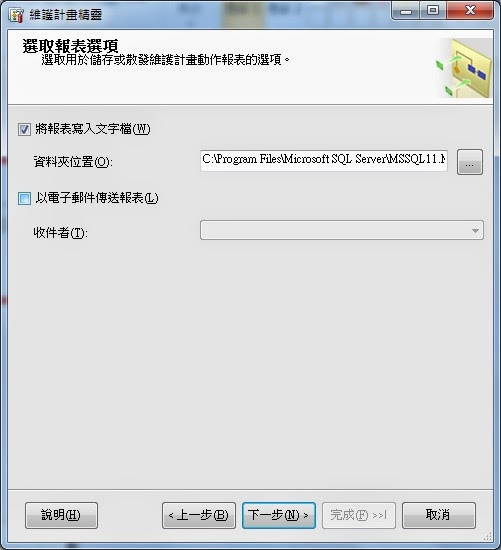 維護計畫精靈
選取報表選項
選取用於儲存或散發維護計畫動作報表的選項。
將報表寫入文字檔(W)
資料夾位置(O):
C:\Program Files\Microsoft SQL Server\MSSQL11.M
...
以電子郵件傳送報表(L)
收件者(T):
說明(H)
< 上一步(B)
下一步(N) >
完成(F) >>|
取消